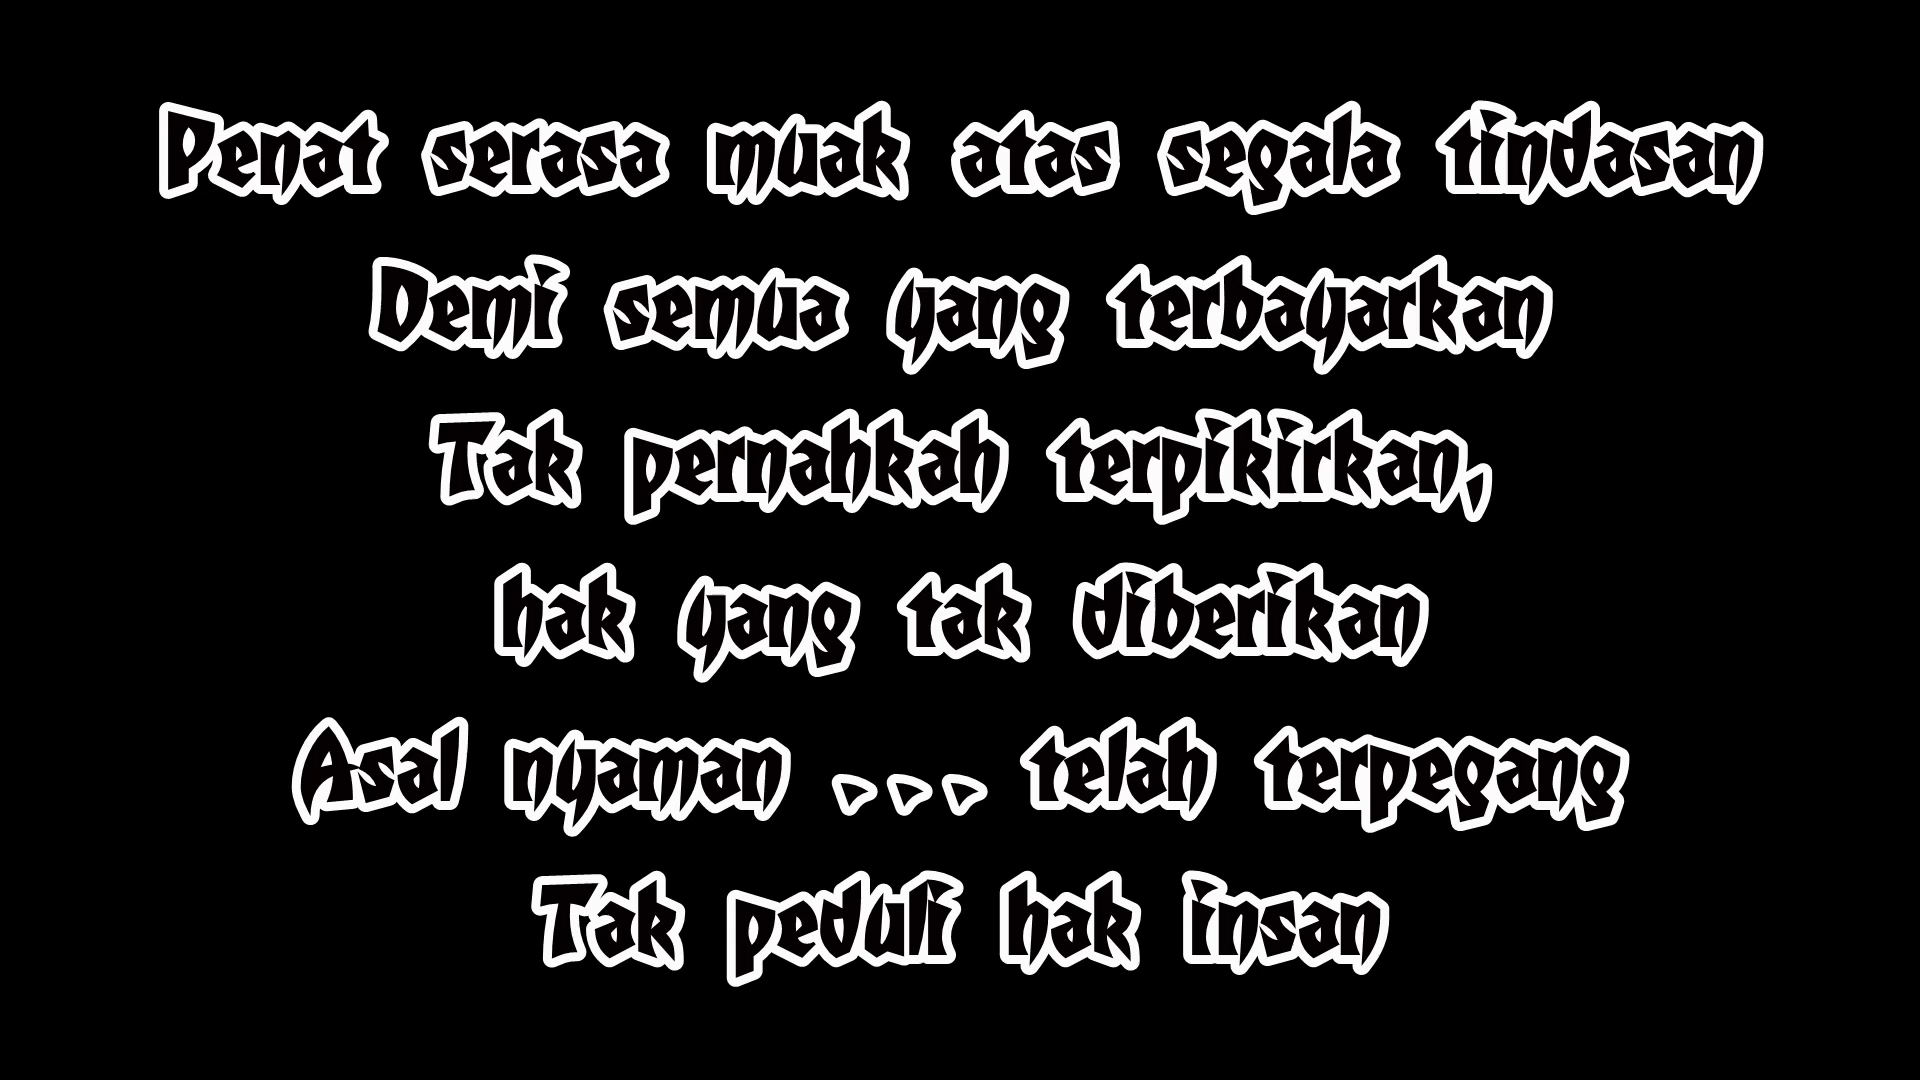 Penat serasa muak atas segala tindasan
Demi semua yang terbayarkan
Tak pernahkah terpikirkan,
hak yang tak diberikan
Asal nyaman ... telah terpegang
Tak peduli hak insan